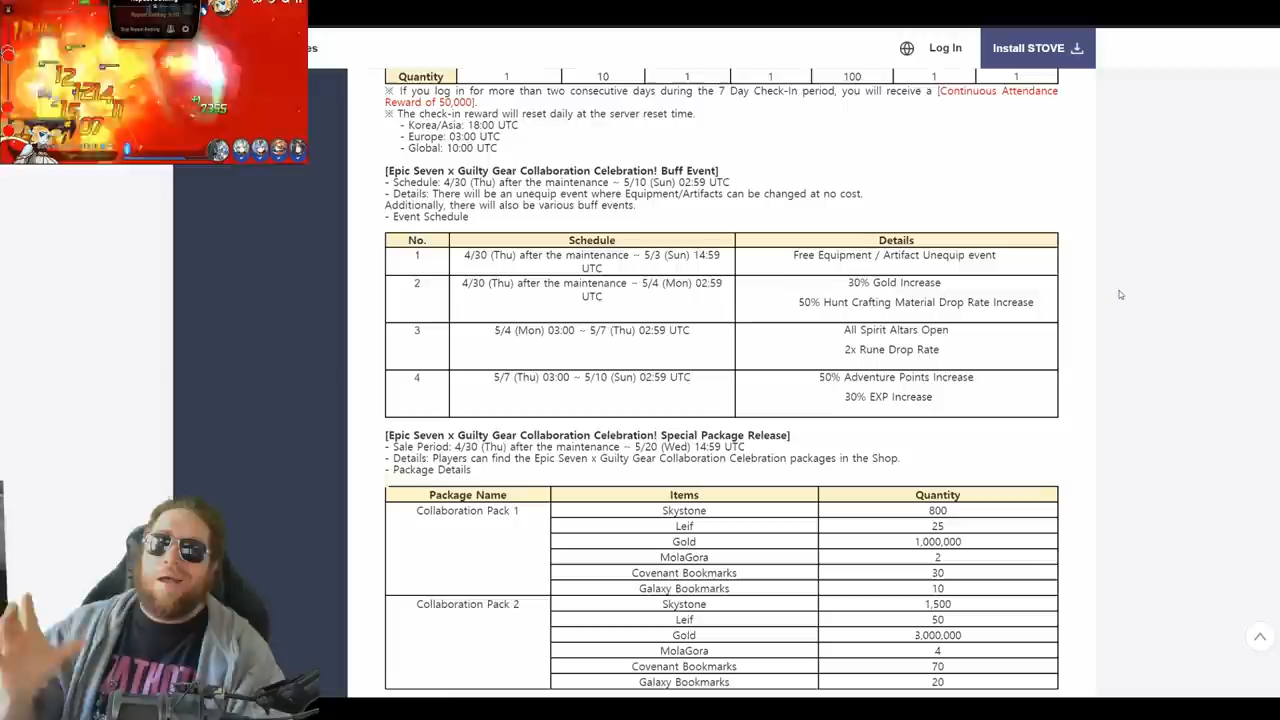 Repeat Battling
Stop Repeat Battling
12
1214
15
11
107
+7355
es
Log In
Install STOVE
Quantity 1 10 1 1 100 1 1
※ If you log in for more than two consecutive days during the 7 Day Check-In period, you will receive a [Continuous Attendance
Reward of 50,000].
※ The check-in reward will reset daily at the server reset time.
- Korea/Asia: 18:00 UTC
- Europe: 03:00 UTC
- Global: 10:00 UTC
[Epic Seven x Guilty Gear Collaboration Celebration! Buff Event]
- Schedule: 4/30 (Thu) after the maintenance ~ 5/10 (Sun) 02:59 UTC
- Details: There will be an unequip event where Equipment/Artifacts can be changed at no cost.
Additionally, there will also be various buff events.
- Event Schedule
No. Schedule Details
1 4/30 (Thu) after the maintenance ~ 5/3 (Sun) 14:59 Free Equipment / Artifact Unequip event
UTC
2 4/30 (Thu) after the maintenance ~ 5/4 (Mon) 02:59 30% Gold Increase
UTC
50% Hunt Crafting Material Drop Rate Increase
3 5/4 (Mon) 03:00 ~ 5/7 (Thu) 02:59 UTC All Spirit Altars Open
2x Rune Drop Rate
4 5/7 (Thu) 03:00 ~ 5/10 (Sun) 02:59 UTC 50% Adventure Points Increase
30% EXP Increase
[Epic Seven x Guilty Gear Collaboration Celebration! Special Package Release]
- Sale Period: 4/30 (Thu) after the maintenance ~ 5/20 (Wed) 14:59 UTC
- Details: Players can find the Epic Seven x Guilty Gear Collaboration Celebration packages in the Shop.
- Package Details
Package Name Items Quantity
Collaboration Pack 1 Skystone 800
Leif 25
Gold 1,000,000
MolaGora 2
Covenant Bookmarks 30
Galaxy Bookmarks 10
Collaboration Pack 2 Skystone 1,500
Leif 50
Gold 3,000,000
MolaGora 4
Covenant Bookmarks 70
Galaxy Bookmarks 20